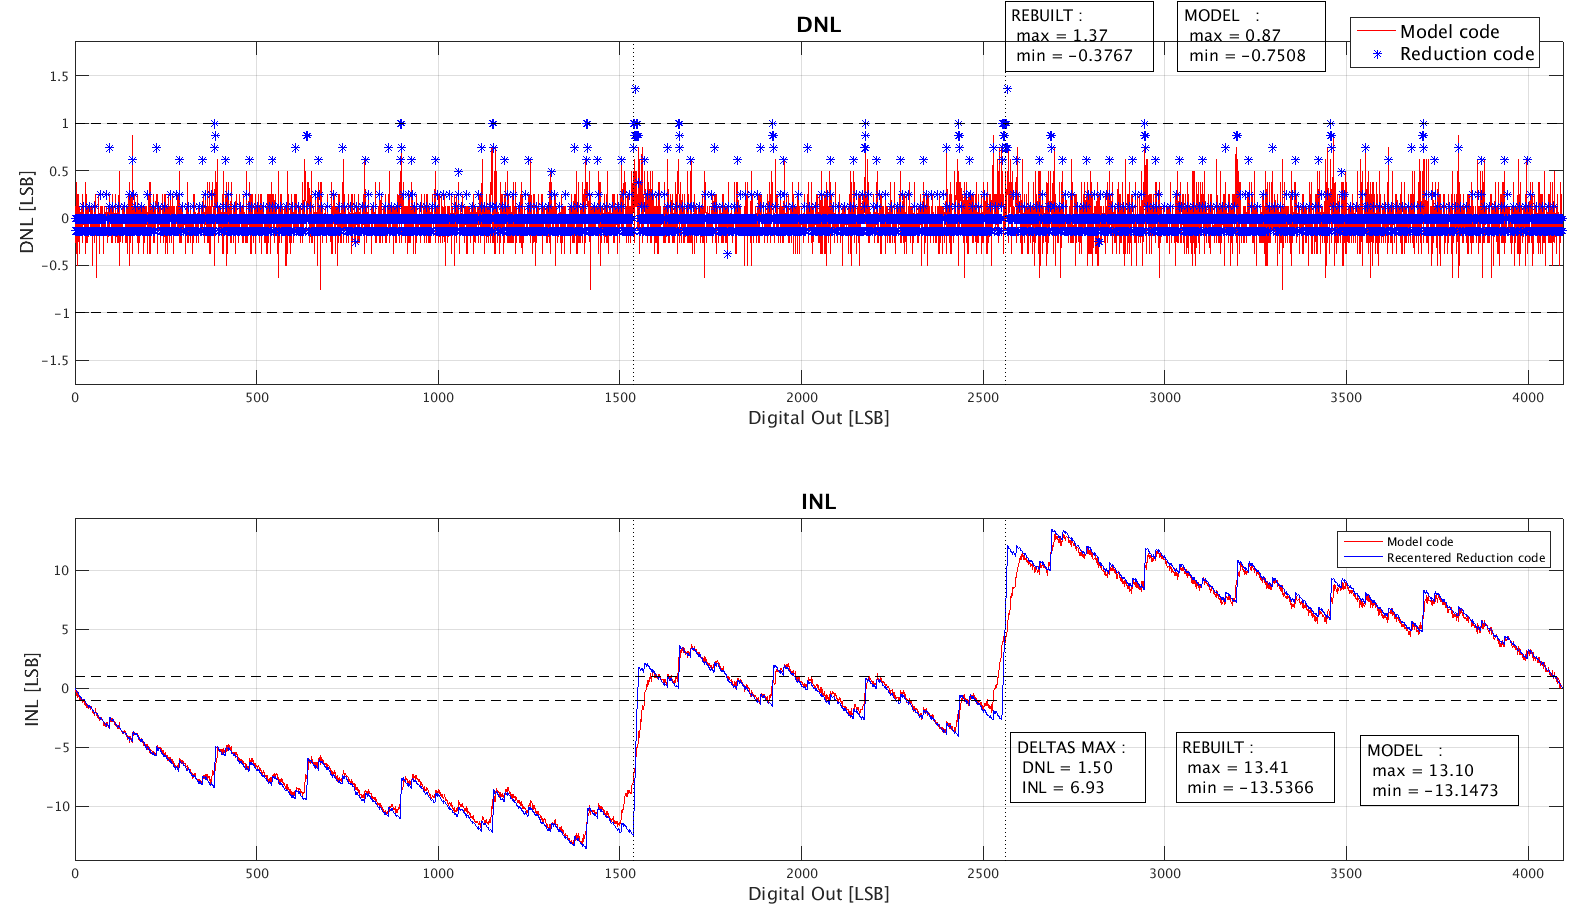 DNL
REBUILT :
max = 1.37
min = −0.3767
MODEL :
max = 0.87
min = −0.7508
Model code
Reduction code
DNL [LSB]
1.5
1
0.5
0
−0.5
−1
−1.5
0 500 1000 1500 2000 2500 3000 3500 4000
Digital Out [LSB]
INL
Model code
Recentered Reduction code
INL [LSB]
10
5
0
−5
−10
DELTAS MAX :
DNL = 1.50
INL = 6.93
REBUILT :
max = 13.41
min = −13.5366
MODEL :
max = 13.10
min = −13.1473
0 500 1000 1500 2000 2500 3000 3500 4000
Digital Out [LSB]